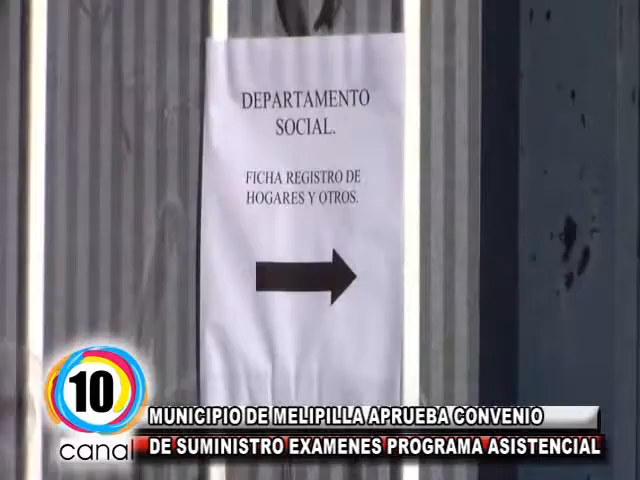 DEPARTAMENTO
SOCIAL.
FICHA REGISTRO DE
HOGARES Y OTROS.
10
canal
MUNICIPIO DE MELIPILLA APRUEBA CONVENIO
DE SUMINISTRO EXAMENES PROGRAMA ASISTENCIAL